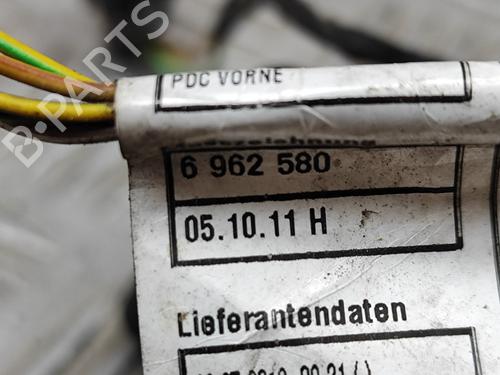 B-PARTS
PDC VORNE
6 962 580
05.10.11 H
Lieferantendaten